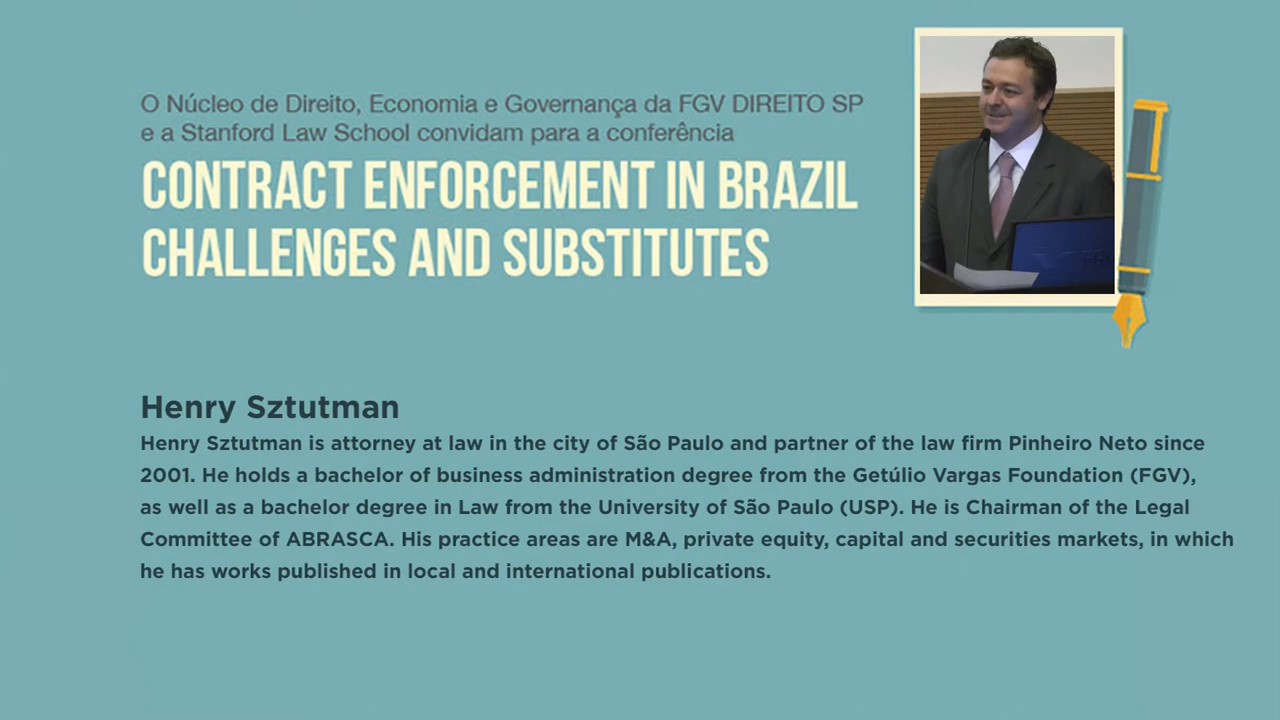 O Núcleo de Direito, Economia e Governança da FGV DIREITO SP
e a Stanford Law School convidam para a conferência
CONTRACT ENFORCEMENT IN BRAZIL
CHALLENGES AND SUBSTITUTES
Henry Sztutman
Henry Sztutman is attorney at law in the city of São Paulo and partner of the law firm Pinheiro Neto since
2001. He holds a bachelor of business administration degree from the Getúlio Vargas Foundation (FGV),
as well as a bachelor degree in Law from the University of São Paulo (USP). He is Chairman of the Legal
Committee of ABRASCA. His practice areas are M&A, private equity, capital and securities markets, in which
he has works published in local and international publications.